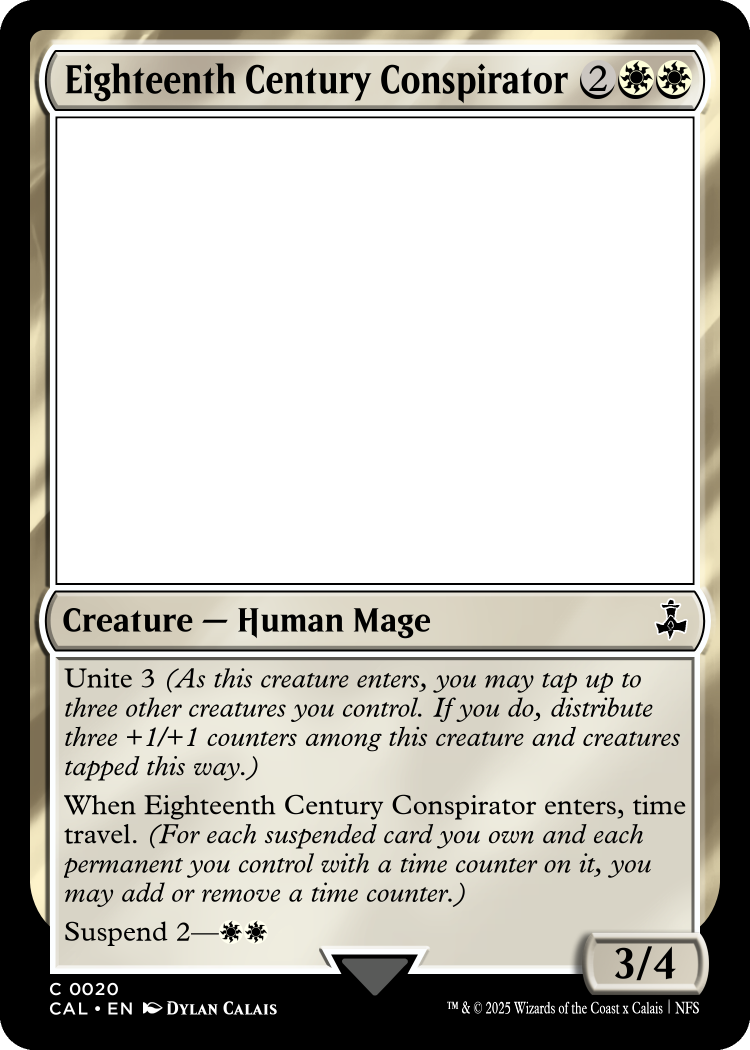 Eighteenth Century Conspirator 2
Creature — Human Mage
Unite 3 (As this creature enters, you may tap up to
three other creatures you control. If you do, distribute
three +1/+1 counters among this creature and creatures
tapped this way.)
When Eighteenth Century Conspirator enters, time
travel. (For each suspended card you own and each
permanent you control with a time counter on it, you
may add or remove a time counter.)
Suspend 2—
3/4
C 0020
CAL • EN DYLAN CALAIS
™ & © 2025 Wizards of the Coast x Calais | NFS